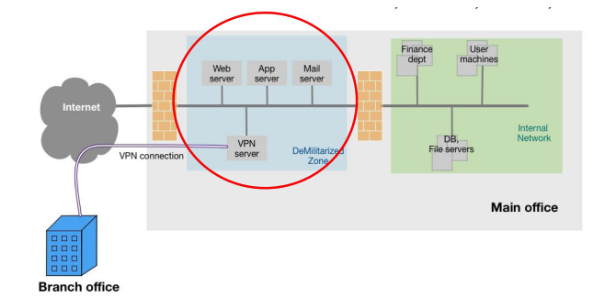 Internet
Web
server
App
server
Mail
server
VPN
server
VPN connection
DeMilitarized
Zone
Finance
dept
User
machines
DB,
File servers
Internal
Network
Main office
Branch office